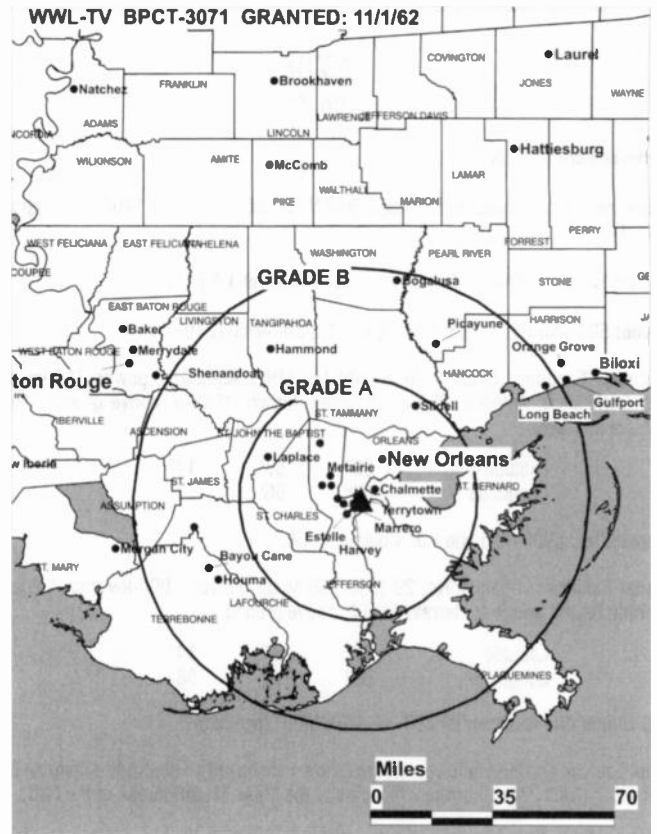 WWL-TV BPCT-3071 GRANTED: 11/1/62
COVINGTON
Laurel
FRANKLIN
Brookhaven
JONES
Natchez
WAYNE
LAWRENCE
JEFFERSON DAVIS
ADAMS
NCORDIA
LINCOLN
Hattiesburg
WILKINSON
AMITE
McComb
LAMAR
WALTHALL
PIKE
MARION
PERRY
FORREST
WEST FELICIANA
EAST FELICIANA
HELENA
WASHINGTON
PEARL RIVER
COUPEE
GRADE B
Bogalusa
STONE
EAST BATON ROUGE
LIVINGSTON
TANGIPAHOA
HARRISON
Baker
Picayune
Orange Grove
WEST BATON ROUGE
Merrydale
Hammond
Biloxi
ton Rouge
Shenandoah
GRADE A
HANCOCK
Gulfport
Long Beach
ST. TAMMANY
Slidell
IBERVILLE
ASCENSION
ST. JOHN THE BAPTIST
ORLEANS
Laplace
Metairie
New Orleans
w Iberia
ST. JAMES
Chalmette
ST. BERNARD
ASSUMPTION
ST. CHARLES
Terrytown
Marrero
Estelle
Harvey
Morgan City
Bayou Cane
ST. MARY
Houma
JEFFERSON
LAFOURCHE
TERREBONNE
PLAQUEMINES
Miles
0 35 70